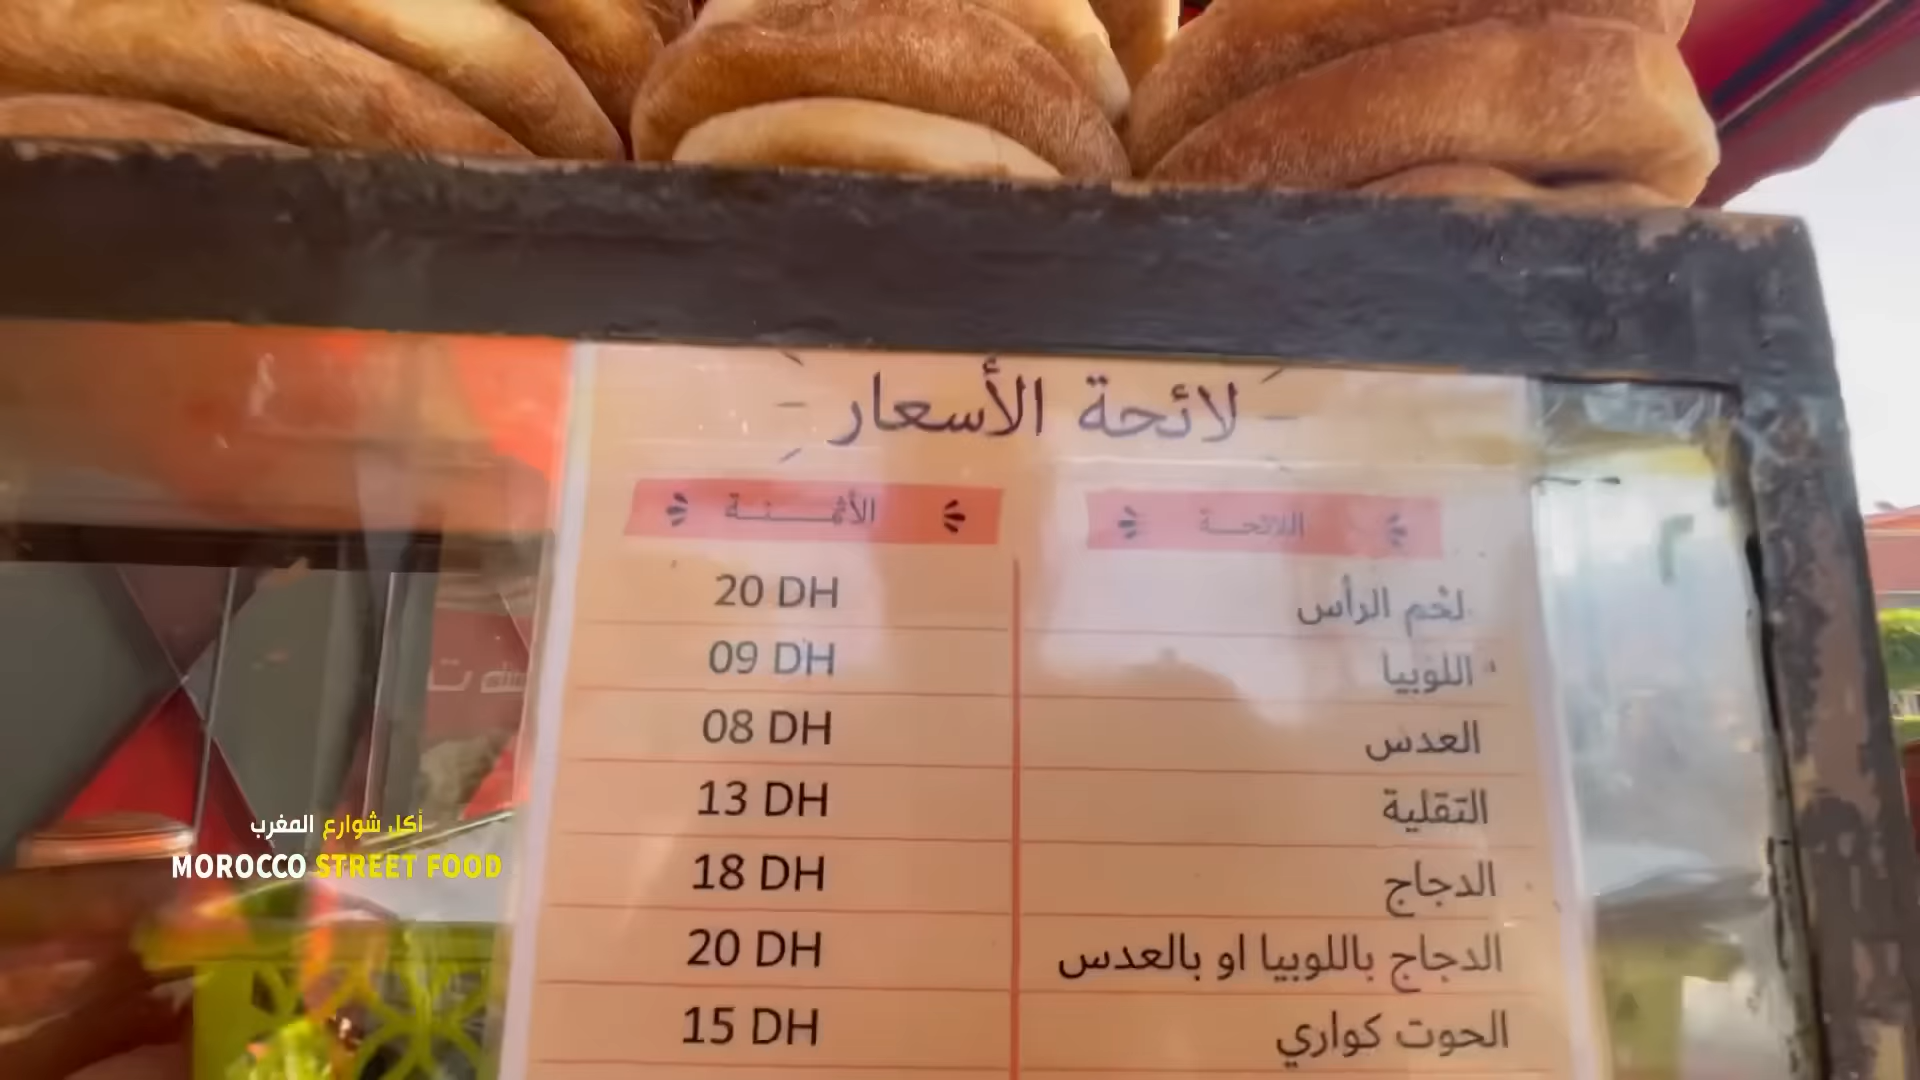 لائحة الأسعار
اللائحة الأثمنة
لحم الرأس 20 DH
اللوبيا 09 DH
العدس 08 DH
التقلية 13 DH
الدجاج 18 DH
الدجاج باللوبيا او بالعدس 20 DH
الحوت كواري 15 DH
أكل شوارع المغرب
MOROCCO STREET FOOD